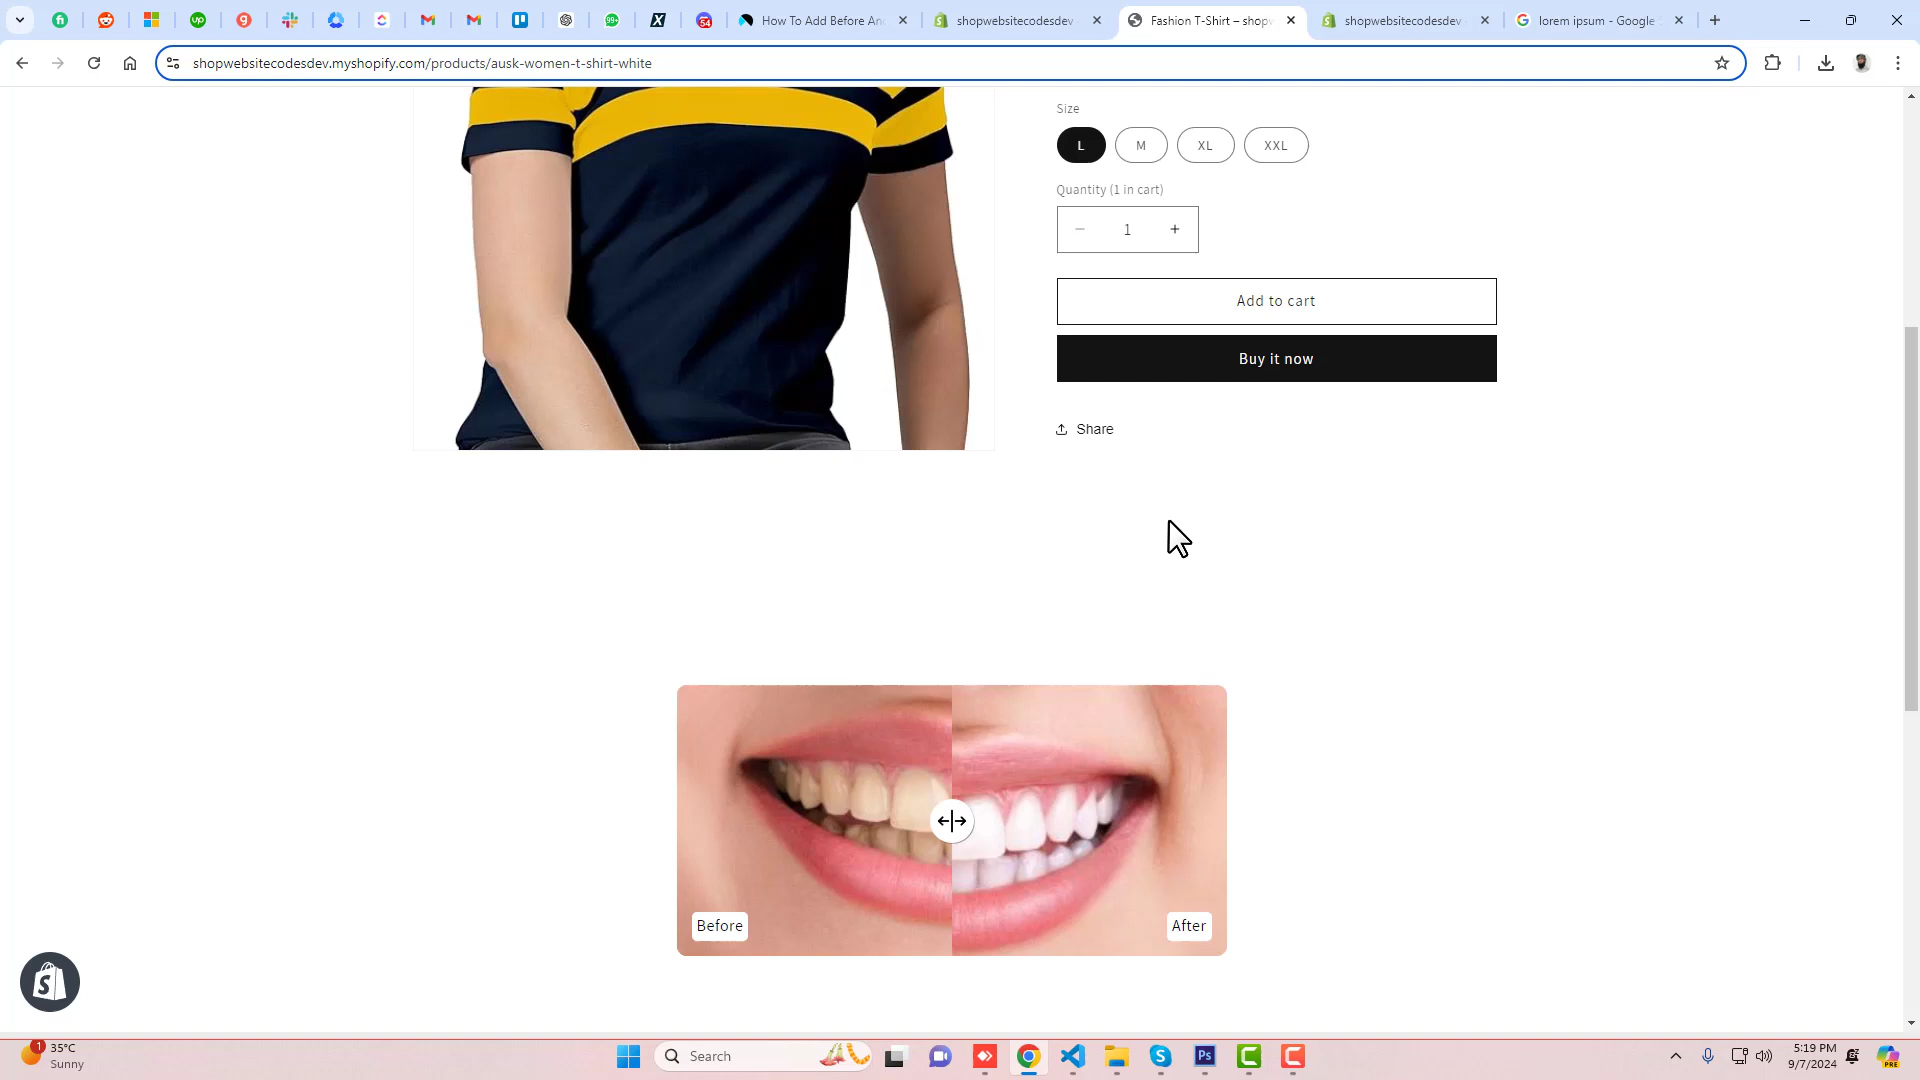 How To Add Before An
shopwebsitecodesdev
Fashion T-Shirt – shopw
shopwebsitecodesdev
lorem ipsum - Google
shopwebsitecodesdev.myshopify.com/products/ausk-women-t-shirt-white
Size
L
M
XL
XXL
Quantity (1 in cart)
1
Add to cart
Buy it now
Share
Before
After
35°C
Sunny
Search
5:19 PM
9/7/2024